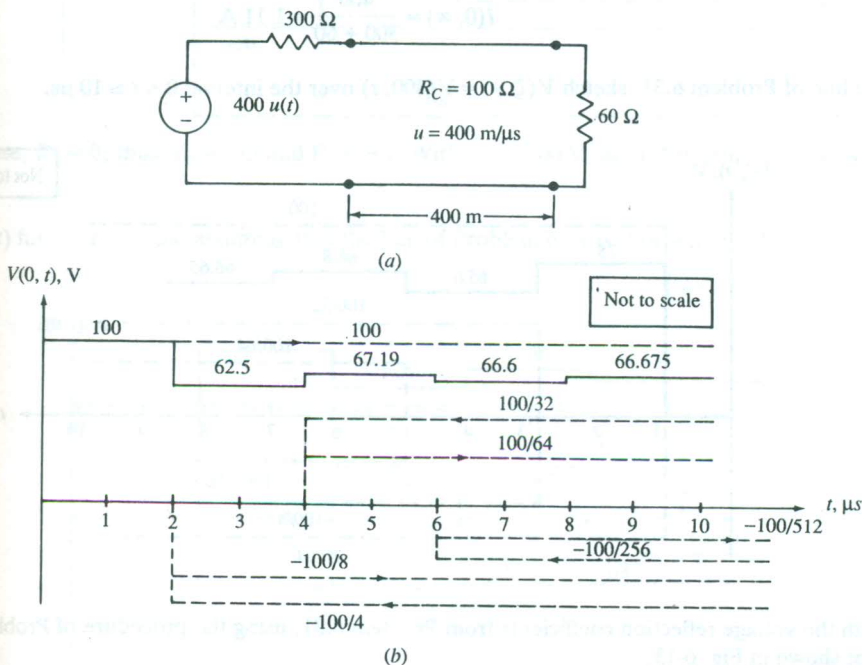 300 Ω
+
−
400 u(t)
R_C = 100 Ω
u = 400 m/μs
60 Ω
400 m
(a)
V(0, t), V
Not to scale
100
100
62.5
67.19
66.6
66.675
100/32
100/64
1 2 3 4 5 6 7 8 9 10
t, μs
−100/512
−100/256
−100/8
−100/4
(b)